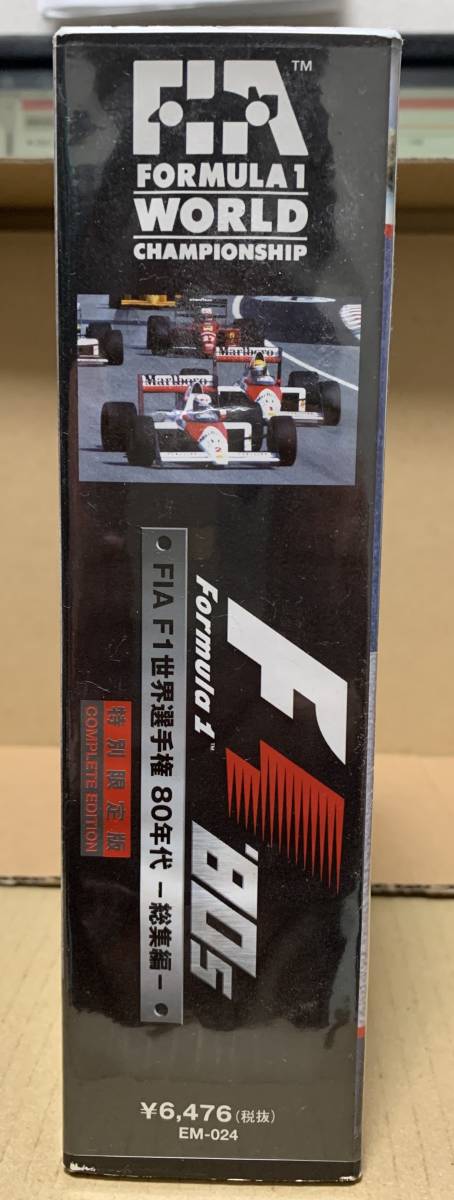 FIA™
FORMULA 1
WORLD
CHAMPIONSHIP
Marlboro
Marlboro
F1 '80s
Formula 1™
FIA F1世界選手権 80年代 －総集編－
特別限定版
COMPLETE EDITION
¥6,476(税抜)
EM-024